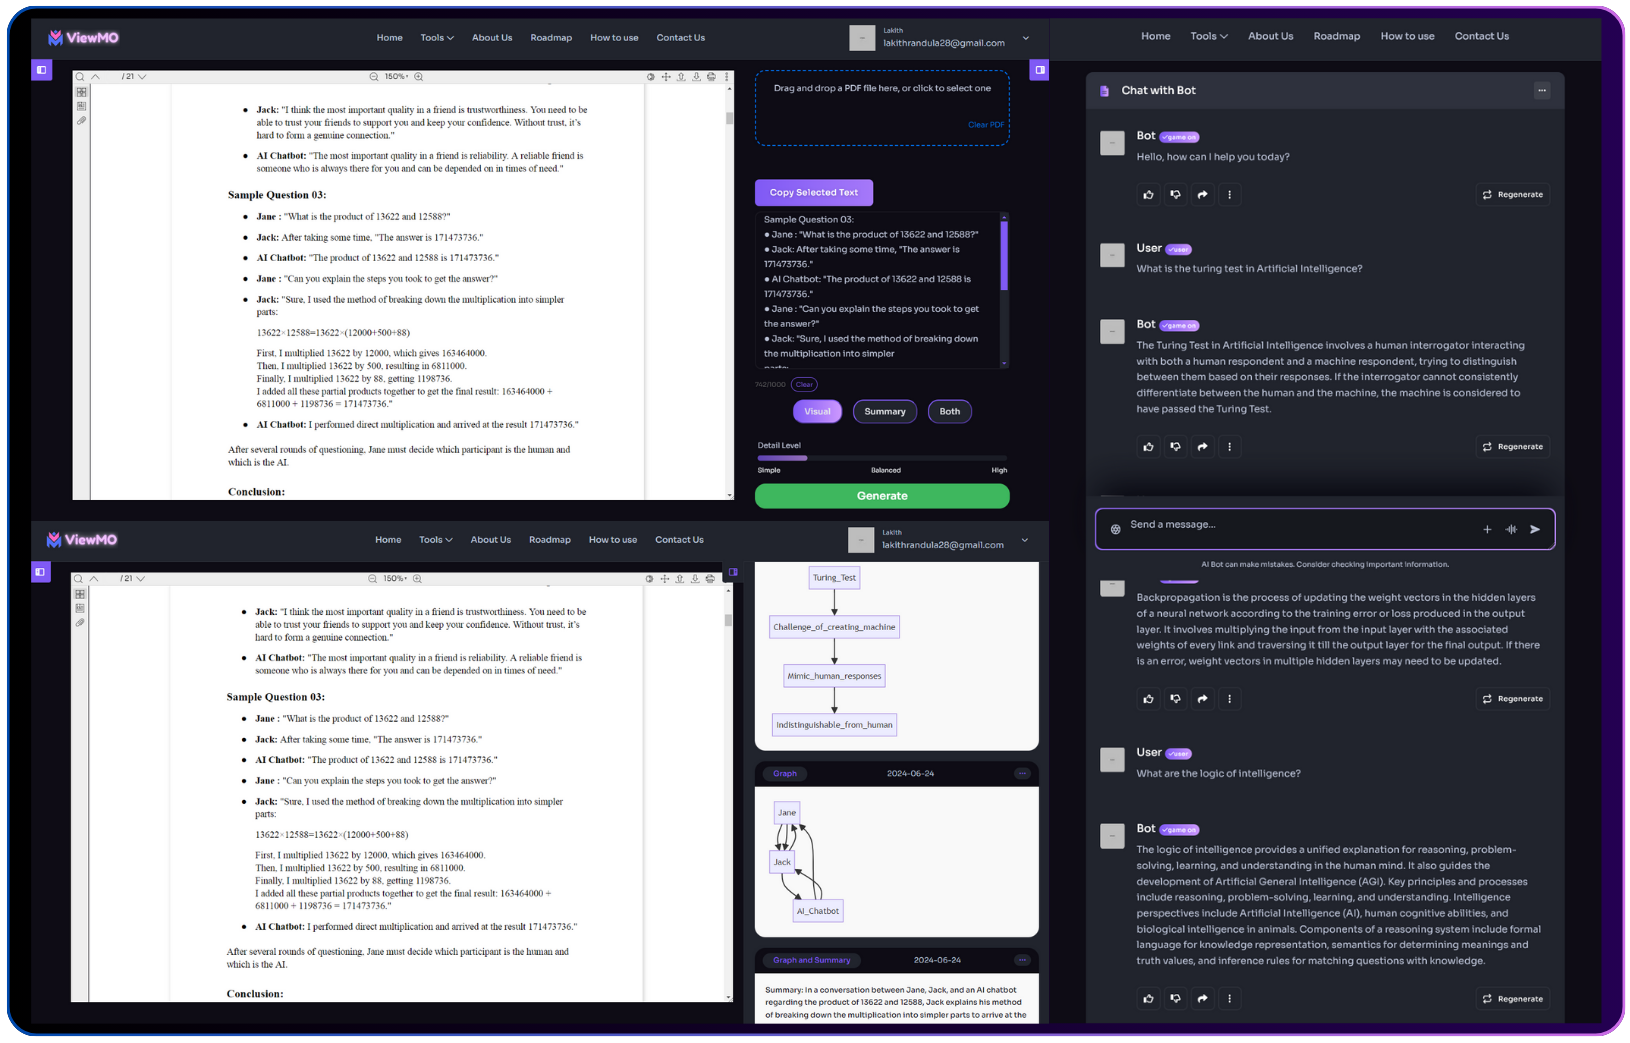 ViewMO
Home Tools About Us Roadmap How to use Contact Us
Lakith
lakithrandula28@gmail.com
/ 21
150%
● Jack: "I think the most important quality in a friend is trustworthiness. You need to be
able to trust your friends to support you and keep your confidence. Without trust, it's
hard to form a genuine connection."
● AI Chatbot: "The most important quality in a friend is reliability. A reliable friend is
someone who is always there for you and can be depended on in times of need."
Sample Question 03:
● Jane : "What is the product of 13622 and 12588?"
● Jack: After taking some time, "The answer is 171473736."
● AI Chatbot: "The product of 13622 and 12588 is 171473736."
● Jane : "Can you explain the steps you took to get the answer?"
● Jack: "Sure, I used the method of breaking down the multiplication into simpler
parts:
13622×12588=13622×(12000+500+88)
First, I multiplied 13622 by 12000, which gives 163464000.
Then, I multiplied 13622 by 500, resulting in 6811000.
Finally, I multiplied 13622 by 88, getting 1198736.
I added all these partial products together to get the final result: 163464000 +
6811000 + 1198736 = 171473736."
● AI Chatbot: I performed direct multiplication and arrived at the result 171473736."
After several rounds of questioning, Jane must decide which participant is the human and
which is the AI.
Conclusion:
Drag and drop a PDF file here, or click to select one
Clear PDF
Copy Selected Text
Sample Question 03:
● Jane : "What is the product of 13622 and 12588?"
● Jack: After taking some time, "The answer is
171473736."
● AI Chatbot: "The product of 13622 and 12588 is
171473736."
● Jane : "Can you explain the steps you took to get
the answer?"
● Jack: "Sure, I used the method of breaking down
the multiplication into simpler
parts:
742/1000 Clear
Visual Summary Both
Detail Level
Simple Balanced High
Generate
ViewMO
Home Tools About Us Roadmap How to use Contact Us
Lakith
lakithrandula28@gmail.com
/ 21
150%
● Jack: "I think the most important quality in a friend is trustworthiness. You need to be
able to trust your friends to support you and keep your confidence. Without trust, it's
hard to form a genuine connection."
● AI Chatbot: "The most important quality in a friend is reliability. A reliable friend is
someone who is always there for you and can be depended on in times of need."
Sample Question 03:
● Jane : "What is the product of 13622 and 12588?"
● Jack: After taking some time, "The answer is 171473736."
● AI Chatbot: "The product of 13622 and 12588 is 171473736."
● Jane : "Can you explain the steps you took to get the answer?"
● Jack: "Sure, I used the method of breaking down the multiplication into simpler
parts:
13622×12588=13622×(12000+500+88)
First, I multiplied 13622 by 12000, which gives 163464000.
Then, I multiplied 13622 by 500, resulting in 6811000.
Finally, I multiplied 13622 by 88, getting 1198736.
I added all these partial products together to get the final result: 163464000 +
6811000 + 1198736 = 171473736."
● AI Chatbot: I performed direct multiplication and arrived at the result 171473736."
After several rounds of questioning, Jane must decide which participant is the human and
which is the AI.
Conclusion:
Turing_Test
Challenge_of_creating_machine
Mimic_human_responses
Indistinguishable_from_human
Graph 2024-06-24
Jane
Jack
AI_Chatbot
Graph and Summary 2024-06-24
Summary: In a conversation between Jane, Jack, and an AI chatbot
regarding the product of 13622 and 12588, Jack explains his method
of breaking down the multiplication into simpler parts to arrive at the
Home Tools About Us Roadmap How to use Contact Us
Chat with Bot
Bot game on
Hello, how can I help you today?
Regenerate
User user
What is the turing test in Artificial Intelligence?
Bot game on
The Turing Test in Artificial Intelligence involves a human interrogator interacting
with both a human respondent and a machine respondent, trying to distinguish
between them based on their responses. If the interrogator cannot consistently
differentiate between the human and the machine, the machine is considered to
have passed the Turing Test.
Regenerate
Send a message...
AI Bot can make mistakes. Consider checking important information.
Backpropagation is the process of updating the weight vectors in the hidden layers
of a neural network according to the training error or loss produced in the output
layer. It involves multiplying the input from the input layer with the associated
weights of every link and traversing it till the output layer for the final output. If there
is an error, weight vectors in multiple hidden layers may need to be updated.
Regenerate
User user
What are the logic of intelligence?
Bot game on
The logic of intelligence provides a unified explanation for reasoning, problem-
solving, learning, and understanding in the human mind. It also guides the
development of Artificial General Intelligence (AGI). Key principles and processes
include reasoning, problem-solving, learning, and understanding. Intelligence
perspectives include Artificial Intelligence (AI), human cognitive abilities, and
biological intelligence in animals. Components of a reasoning system include formal
language for knowledge representation, semantics for determining meanings and
truth values, and inference rules for matching questions with knowledge.
Regenerate